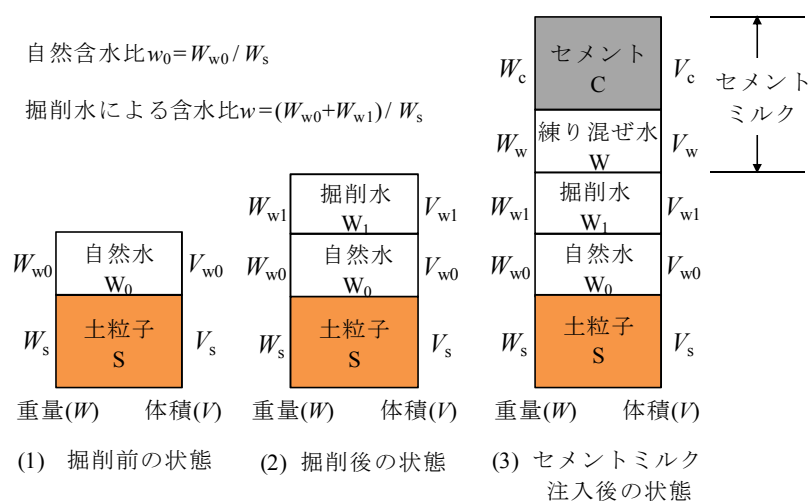 自然含水比w0=Ww0/Ws
掘削水による含水比w=(Ww0+Ww1)/Ws
自然水
W0
土粒子
S
Ww0
Vw0
Ws
Vs
重量(W) 体積(V)
(1) 掘削前の状態
掘削水
W1
自然水
W0
土粒子
S
Ww1
Vw1
Ww0
Vw0
Ws
Vs
重量(W) 体積(V)
(2) 掘削後の状態
セメント
C
練り混ぜ水
W
掘削水
W1
自然水
W0
土粒子
S
Wc
Vc
Ww
Vw
Ww1
Vw1
Ww0
Vw0
Ws
Vs
セメント
ミルク
重量(W) 体積(V)
(3) セメントミルク
注入後の状態